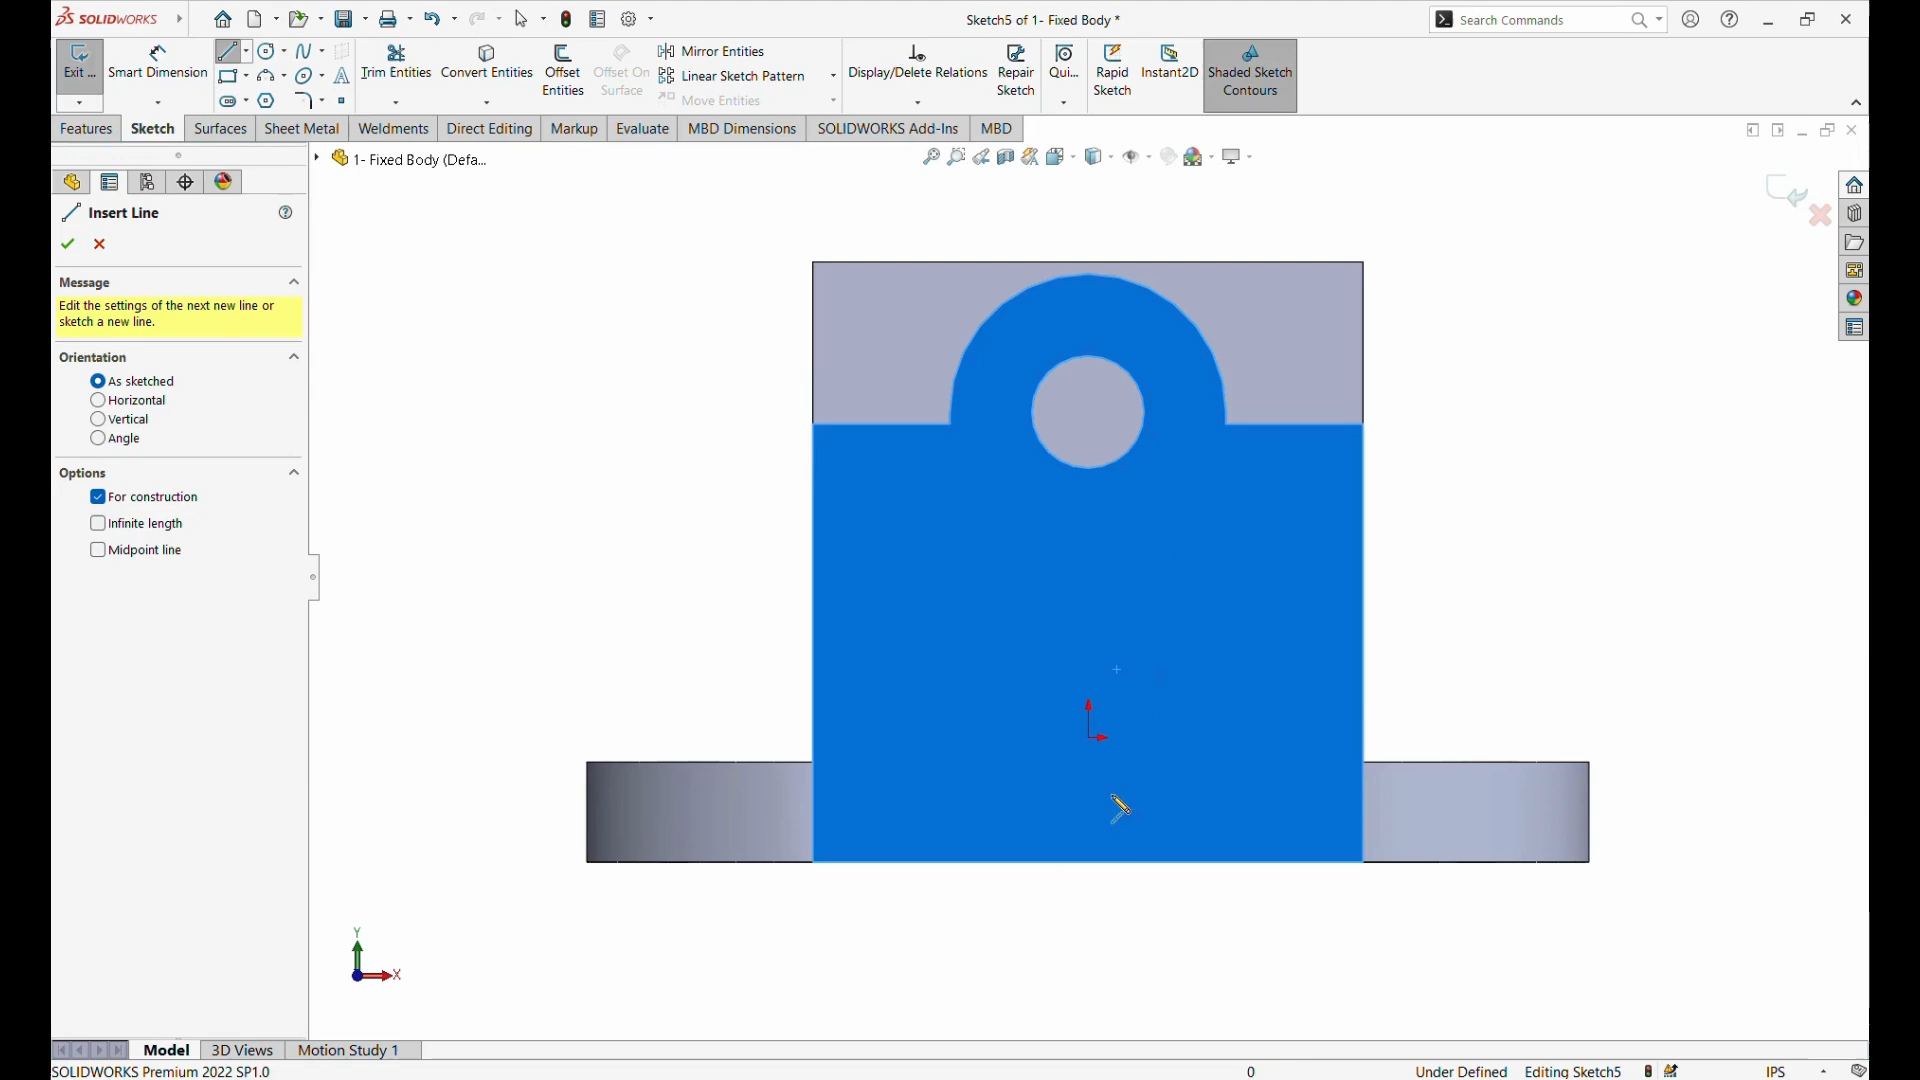 SOLIDWORKS
Sketch5 of 1- Fixed Body *
Search Commands
Exit ...
Smart Dimension
Trim Entities
Convert Entities
Offset
Entities
Offset On
Surface
Mirror Entities
Linear Sketch Pattern
Move Entities
Display/Delete Relations
Repair
Sketch
Qui...
Rapid
Sketch
Instant2D
Shaded Sketch
Contours
Features
Sketch
Surfaces
Sheet Metal
Weldments
Direct Editing
Markup
Evaluate
MBD Dimensions
SOLIDWORKS Add-Ins
MBD
1- Fixed Body (Defa...
Insert Line
Message
Edit the settings of the next new line or
sketch a new line.
Orientation
As sketched
Horizontal
Vertical
Angle
Options
For construction
Infinite length
Midpoint line
Y
X
Model
3D Views
Motion Study 1
SOLIDWORKS Premium 2022 SP1.0
0
Under Defined
Editing Sketch5
IPS